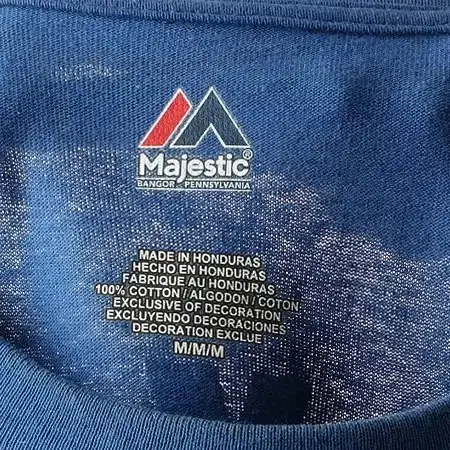 Majestic®
BANGOR PENNSYLVANIA
MADE IN HONDURAS
HECHO EN HONDURAS
FABRIQUE AU HONDURAS
100% COTTON / ALGODON / COTON
EXCLUSIVE OF DECORATION
EXCLUYENDO DECORACIONES
DECORATION EXCLUE
M/M/M